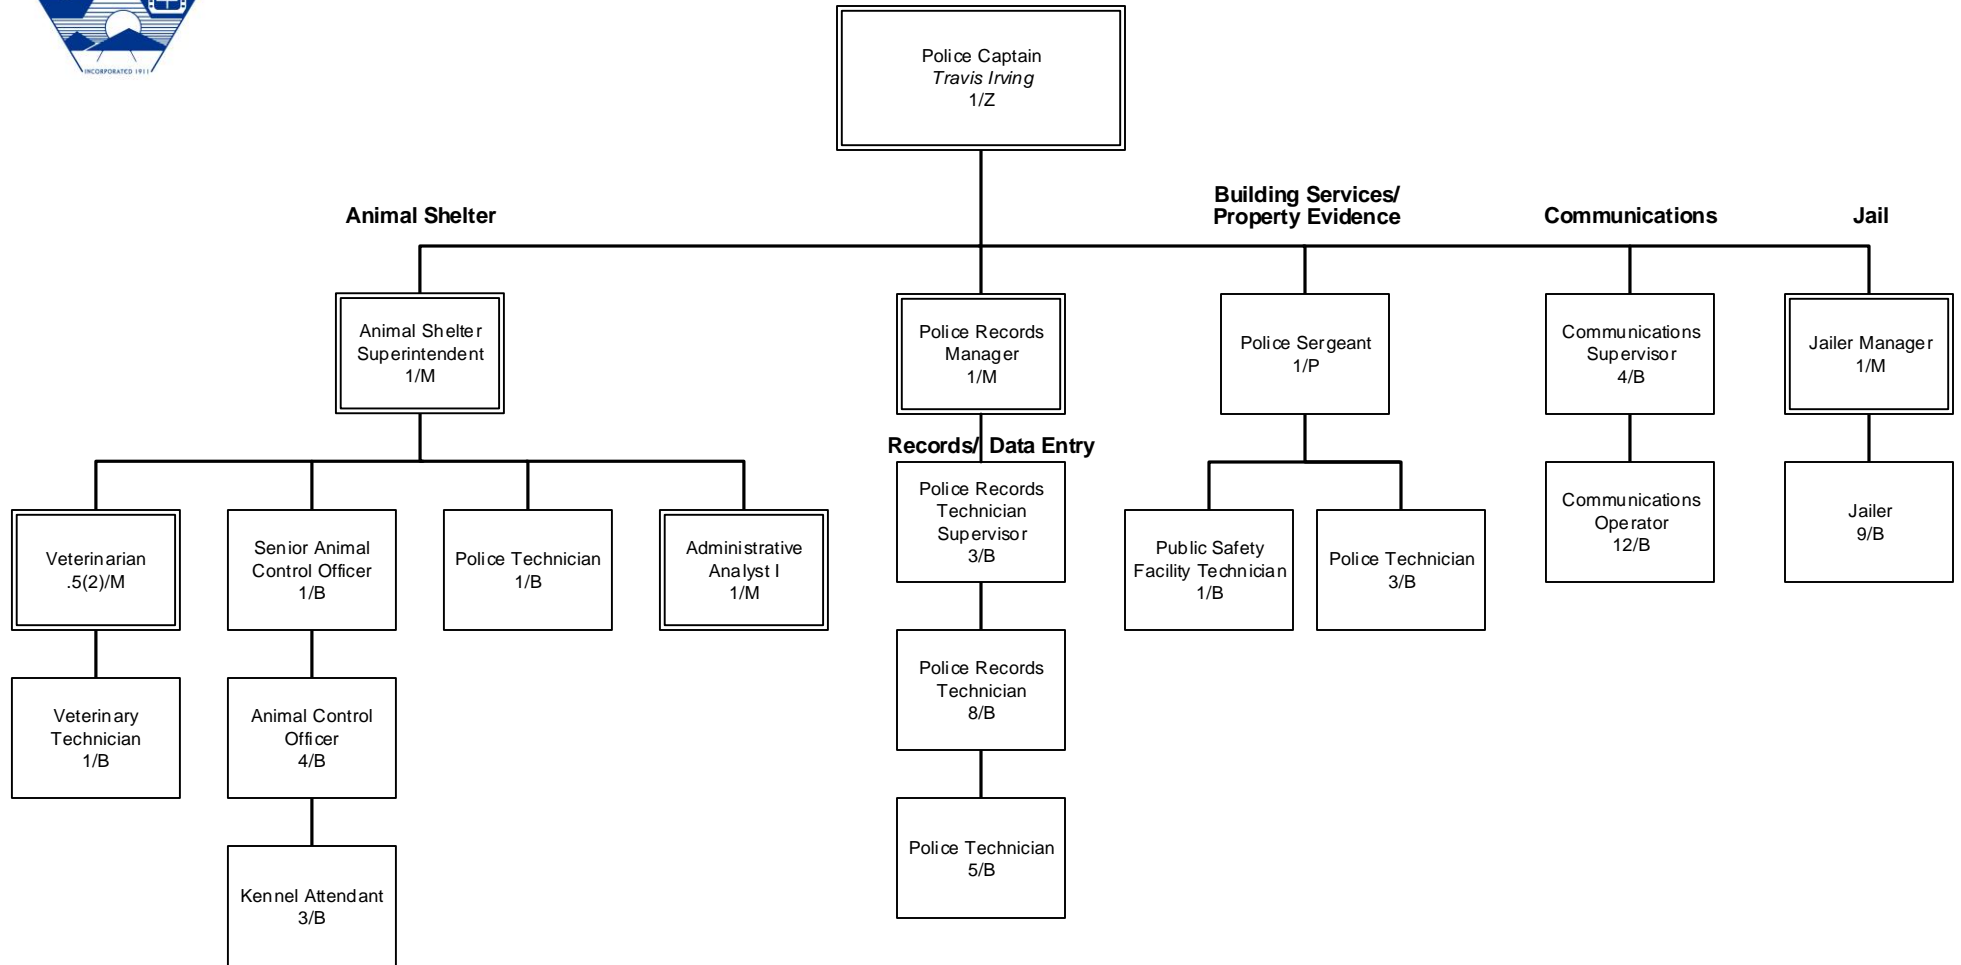 INCORPORATED 1911
Police Captain
Travis Irving
1/Z
Animal Shelter
Building Services/
Property Evidence
Communications
Jail
Animal Shelter
Superintendent
1/M
Police Records
Manager
1/M
Police Sergeant
1/P
Communications
Supervisor
4/B
Jailer Manager
1/M
Records/ Data Entry
Veterinarian
.5(2)/M
Senior Animal
Control Officer
1/B
Police Technician
1/B
Administrative
Analyst I
1/M
Police Records
Technician
Supervisor
3/B
Public Safety
Facility Technician
1/B
Police Technician
3/B
Communications
Operator
12/B
Jailer
9/B
Veterinary
Technician
1/B
Animal Control
Officer
4/B
Police Records
Technician
8/B
Kennel Attendant
3/B
Police Technician
5/B